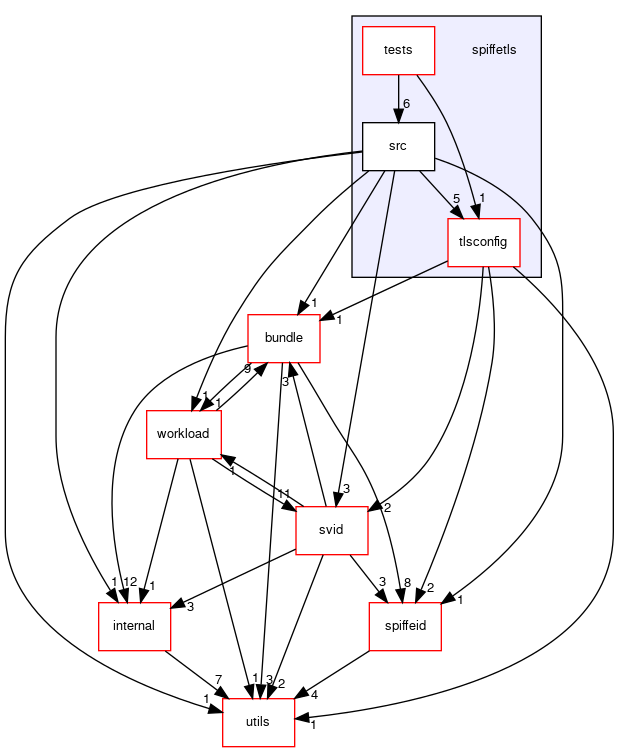 tests
spiffetls
6
src
5
1
tlsconfig
1
1
bundle
9
3
1
1
workload
1
11
3
2
svid
1
12
1
3
3
8
2
1
internal
spiffeid
7
1
1
3
2
4
1
utils